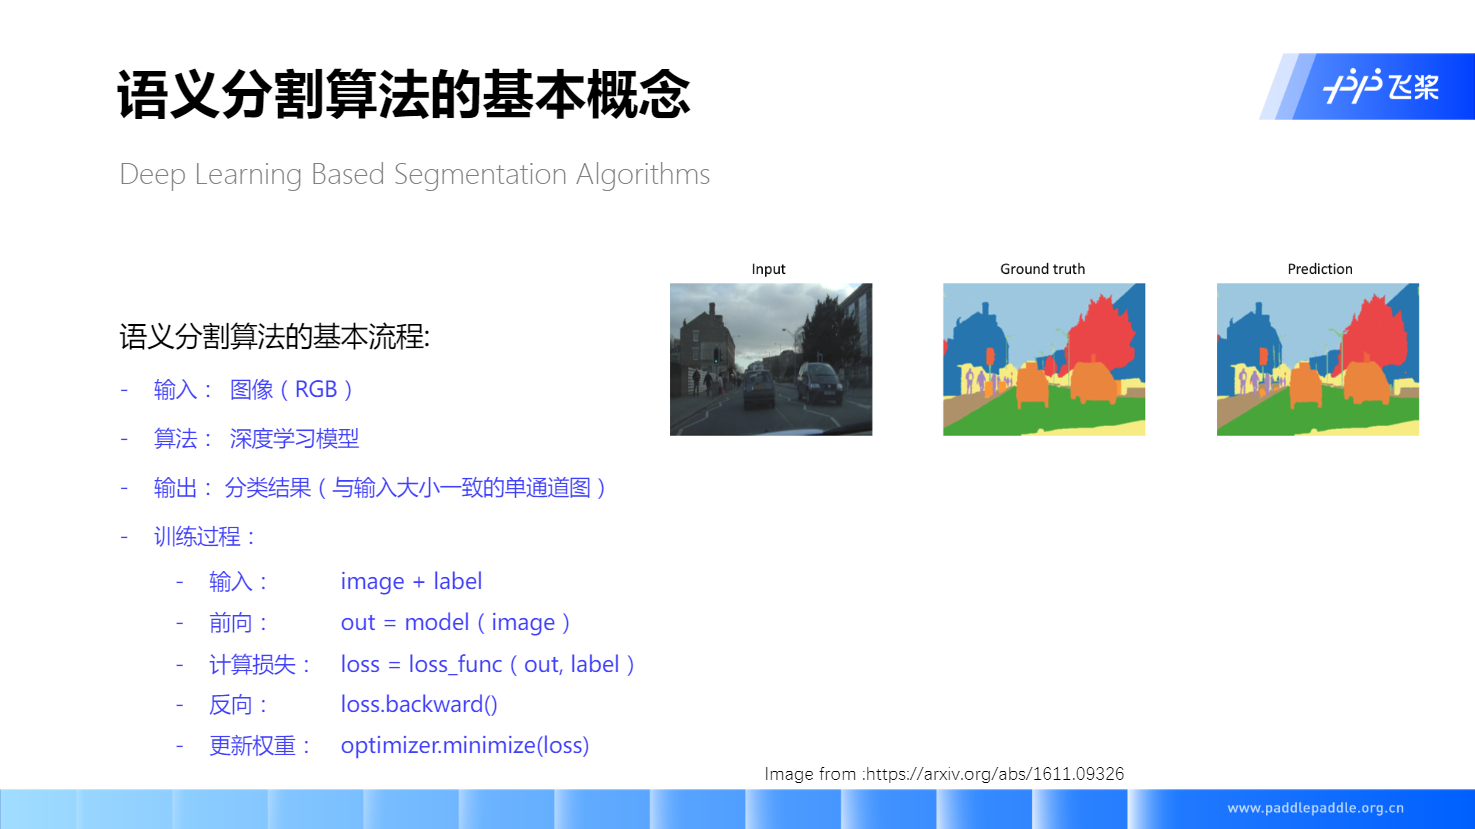 语义分割算法的基本概念
飞桨
Deep Learning Based Segmentation Algorithms
Input
Ground truth
Prediction
语义分割算法的基本流程:
- 输入： 图像（RGB）
- 算法： 深度学习模型
- 输出： 分类结果（与输入大小一致的单通道图）
- 训练过程：
- 输入： image + label
- 前向： out = model（image）
- 计算损失： loss = loss_func（out, label）
- 反向： loss.backward()
- 更新权重： optimizer.minimize(loss)
Image from :https://arxiv.org/abs/1611.09326
www.paddlepaddle.org.cn